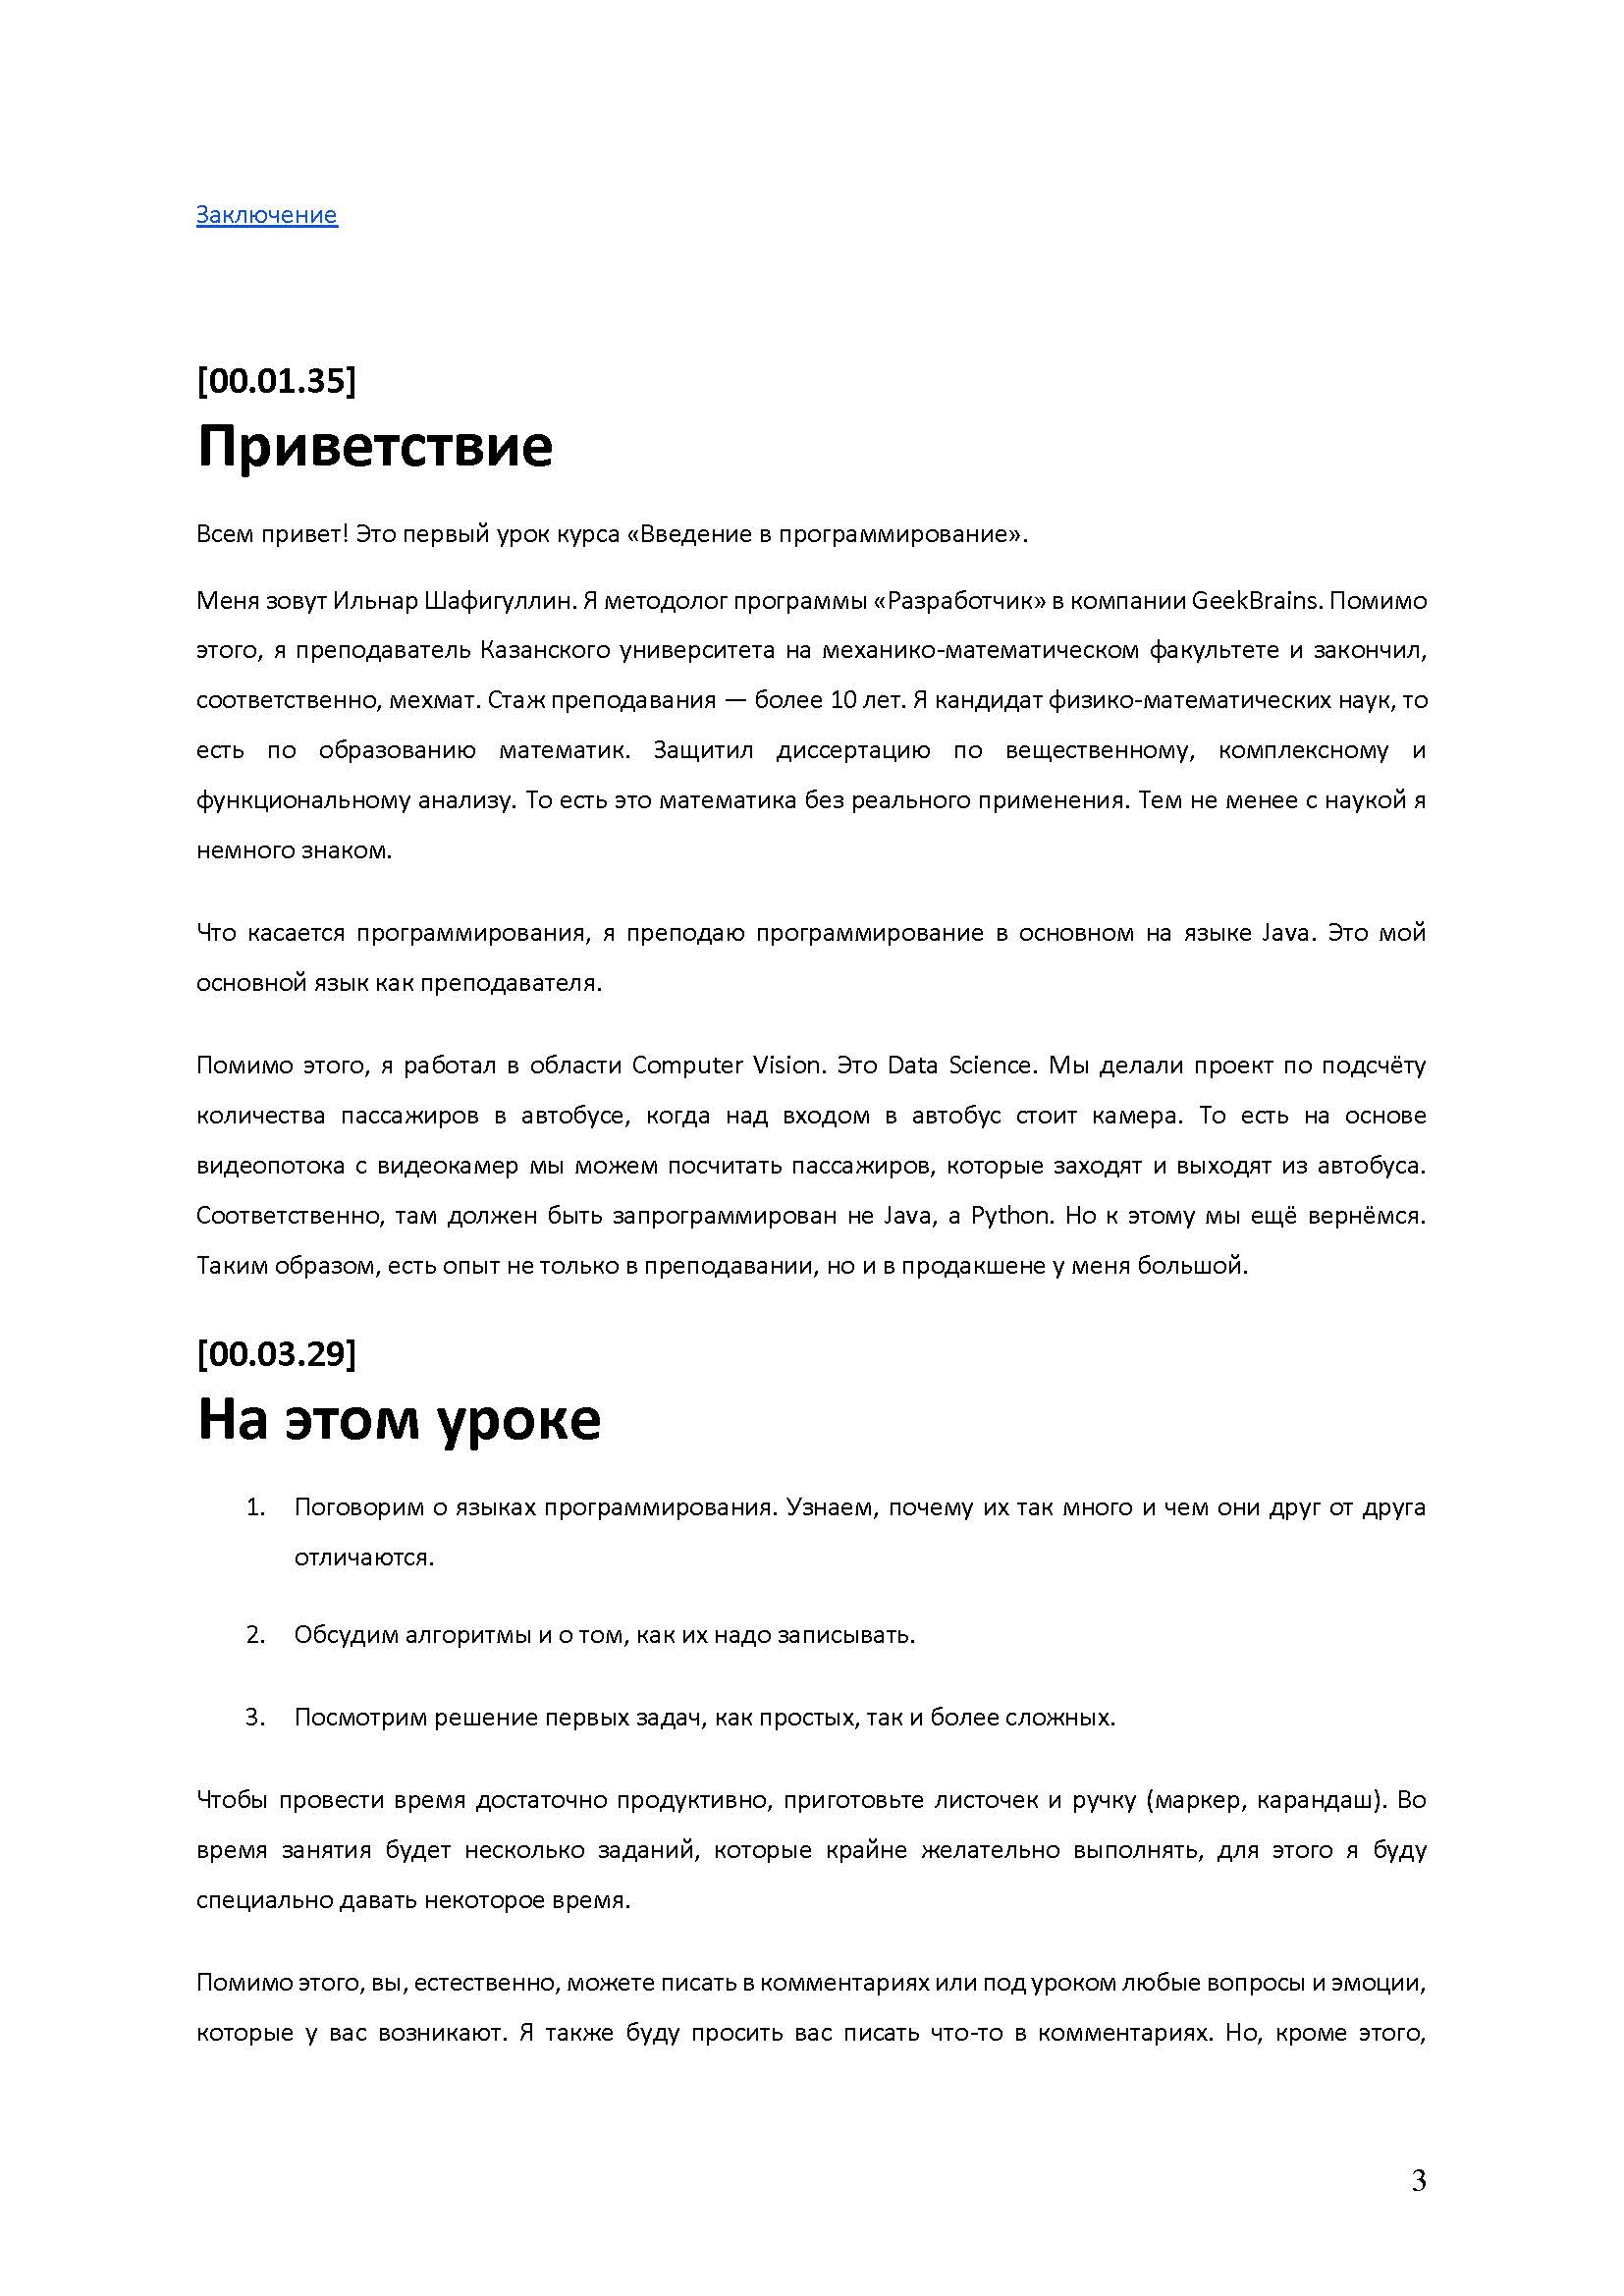 Заключение
[00.01.35]
Приветствие
Всем привет! Это первый урок курса «Введение в программирование».
Меня зовут Ильнар Шафигуллин. Я методолог программы «Разработчик» в компании GeekBrains. Помимо
этого, я преподаватель Казанского университета на механико-математическом факультете и закончил,
соответственно, мехмат. Стаж преподавания — более 10 лет. Я кандидат физико-математических наук, то
есть по образованию математик. Защитил диссертацию по вещественному, комплексному и
функциональному анализу. То есть это математика без реального применения. Тем не менее с наукой я
немного знаком.
Что касается программирования, я преподаю программирование в основном на языке Java. Это мой
основной язык как преподавателя.
Помимо этого, я работал в области Computer Vision. Это Data Science. Мы делали проект по подсчёту
количества пассажиров в автобусе, когда над входом в автобус стоит камера. То есть на основе
видеопотока с видеокамер мы можем посчитать пассажиров, которые заходят и выходят из автобуса.
Соответственно, там должен быть запрограммирован не Java, а Python. Но к этому мы ещё вернёмся.
Таким образом, есть опыт не только в преподавании, но и в продакшене у меня большой.
[00.03.29]
На этом уроке
1. Поговорим о языках программирования. Узнаем, почему их так много и чем они друг от друга
отличаются.
2. Обсудим алгоритмы и о том, как их надо записывать.
3. Посмотрим решение первых задач, как простых, так и более сложных.
Чтобы провести время достаточно продуктивно, приготовьте листочек и ручку (маркер, карандаш). Во
время занятия будет несколько заданий, которые крайне желательно выполнять, для этого я буду
специально давать некоторое время.
Помимо этого, вы, естественно, можете писать в комментариях или под уроком любые вопросы и эмоции,
которые у вас возникают. Я также буду просить вас писать что-то в комментариях. Но, кроме этого,
3